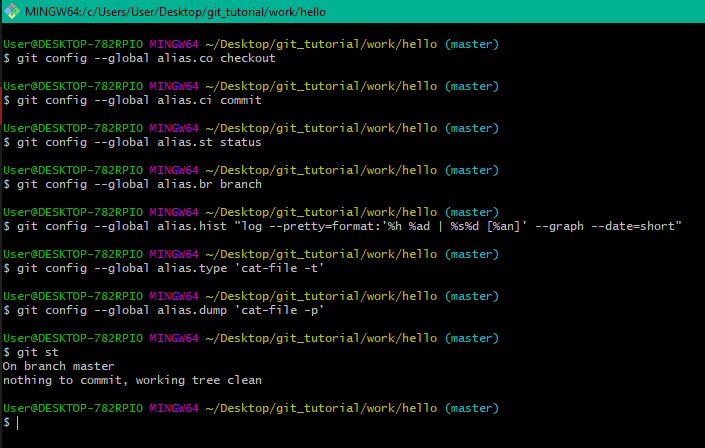 MINGW64:/c/Users/User/Desktop/git_tutorial/work/hello
User@DESKTOP-782RPIO MINGW64 ~/Desktop/git_tutorial/work/hello (master)
$ git config --global alias.co checkout
User@DESKTOP-782RPIO MINGW64 ~/Desktop/git_tutorial/work/hello (master)
$ git config --global alias.ci commit
User@DESKTOP-782RPIO MINGW64 ~/Desktop/git_tutorial/work/hello (master)
$ git config --global alias.st status
User@DESKTOP-782RPIO MINGW64 ~/Desktop/git_tutorial/work/hello (master)
$ git config --global alias.br branch
User@DESKTOP-782RPIO MINGW64 ~/Desktop/git_tutorial/work/hello (master)
$ git config --global alias.hist "log --pretty=format:'%h %ad | %s%d [%an]' --graph --date=short"
User@DESKTOP-782RPIO MINGW64 ~/Desktop/git_tutorial/work/hello (master)
$ git config --global alias.type 'cat-file -t'
User@DESKTOP-782RPIO MINGW64 ~/Desktop/git_tutorial/work/hello (master)
$ git config --global alias.dump 'cat-file -p'
User@DESKTOP-782RPIO MINGW64 ~/Desktop/git_tutorial/work/hello (master)
$ git st
On branch master
nothing to commit, working tree clean
User@DESKTOP-782RPIO MINGW64 ~/Desktop/git_tutorial/work/hello (master)
$